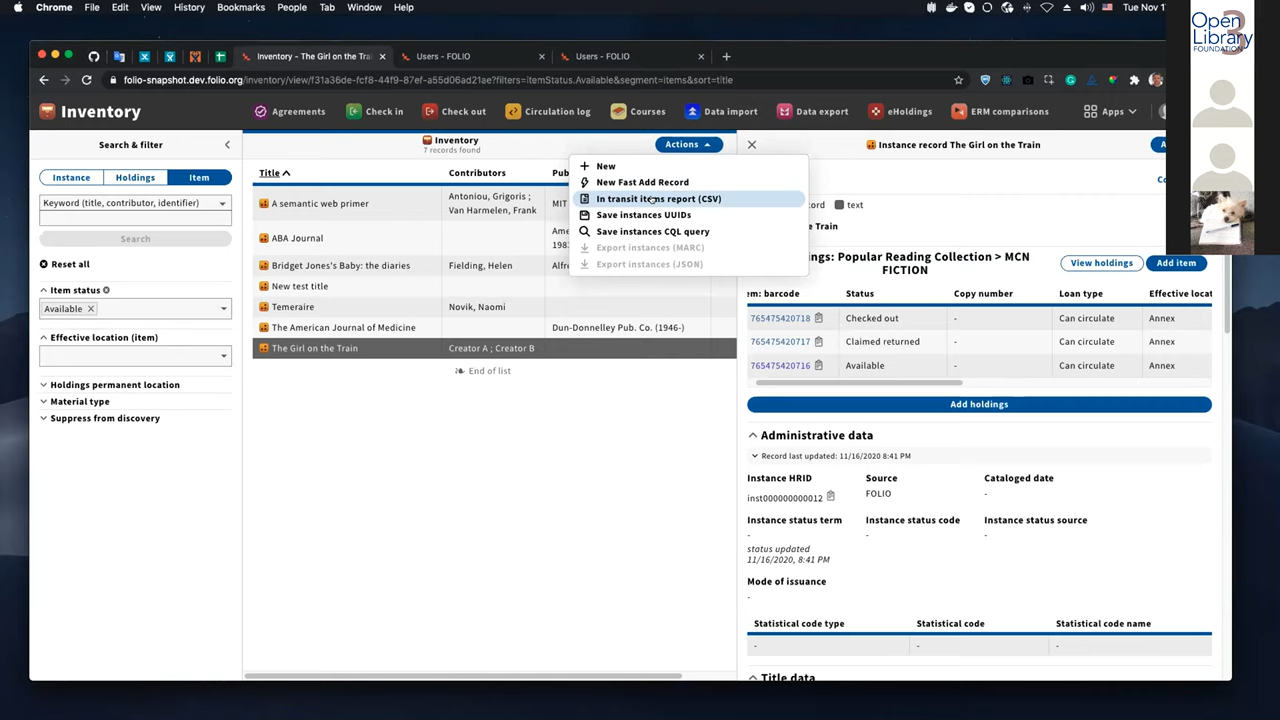 Chrome File Edit View History Bookmarks People Tab Window Help
Tue Nov 1
Open
Library
FOUNDATION
3
Inventory - The Girl on the Trai
Users - FOLIO
Users - FOLIO
folio-snapshot.dev.folio.org/inventory/view/f31a36de-fcf8-44f9-87ef-a55d06ad21ae?filters=itemStatus.Available&segment=items&sort=title
Inventory
Agreements
Check in
Check out
Circulation log
Courses
Data import
Data export
eHoldings
ERM comparisons
Apps
Search & filter
Instance Holdings Item
Keyword (title, contributor, identifier)
Search
Reset all
Item status
Available
Effective location (item)
Holdings permanent location
Material type
Suppress from discovery
Inventory
7 records found
Actions
Title Contributors Pub
A semantic web primer
Antoniou, Grigoris ;
Van Harmelen, Frank
MIT
ABA Journal
Ame
198
Bridget Jones's Baby: the diaries Fielding, Helen Alfr
New test title
Temeraire Novik, Naomi
The American Journal of Medicine Dun-Donnelley Pub. Co. (1946-)
The Girl on the Train Creator A ; Creator B
End of list
New
New Fast Add Record
In transit items report (CSV)
Save instances UUIDs
Save instances CQL query
Export instances (MARC)
Export instances (JSON)
Instance record The Girl on the Train
A
Co
ord text
e Train
ngs: Popular Reading Collection > MCN
FICTION
View holdings
Add item
em: barcode Status Copy number Loan type Effective locat
765475420718 Checked out - Can circulate Annex
765475420717 Claimed returned - Can circulate Annex
765475420716 Available - Can circulate Annex
Add holdings
Administrative data
Record last updated: 11/16/2020 8:41 PM
Instance HRID Source Cataloged date
inst000000000012 FOLIO -
Instance status term Instance status code Instance status source
- - -
status updated
11/16/2020, 8:41 PM
Mode of issuance
-
Statistical code type Statistical code Statistical code name
- - -
Title data